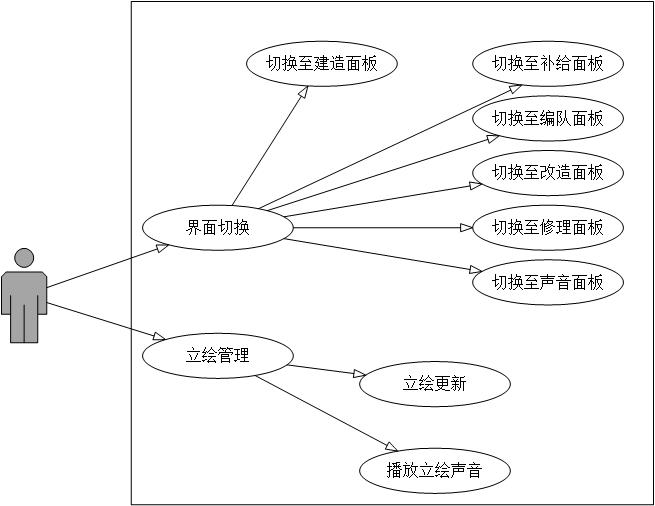 切换至建造面板
切换至补给面板
切换至编队面板
切换至改造面板
界面切换
切换至修理面板
切换至声音面板
立绘管理
立绘更新
播放立绘声音